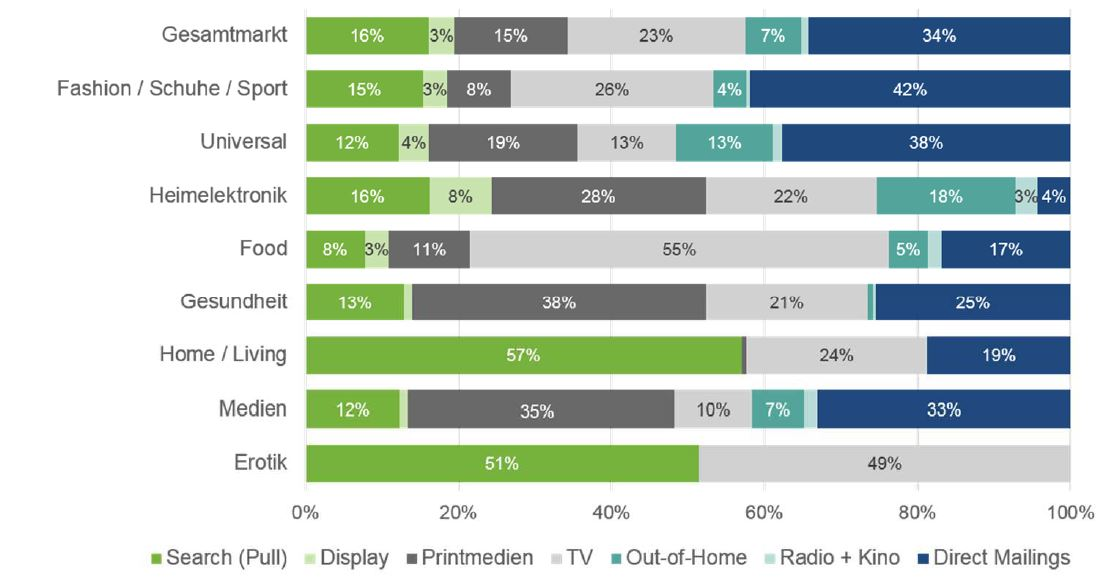 Gesamtmarkt 16% 3% 15% 23% 7% 34%
Fashion / Schuhe / Sport 15% 3% 8% 26% 4% 42%
Universal 12% 4% 19% 13% 13% 38%
Heimelektronik 16% 8% 28% 22% 18% 3% 4%
Food 8% 3% 11% 55% 5% 17%
Gesundheit 13% 38% 21% 25%
Home / Living 57% 24% 19%
Medien 12% 35% 10% 7% 33%
Erotik 51% 49%
0% 20% 40% 60% 80% 100%
Search (Pull) Display Printmedien TV Out-of-Home Radio + Kino Direct Mailings